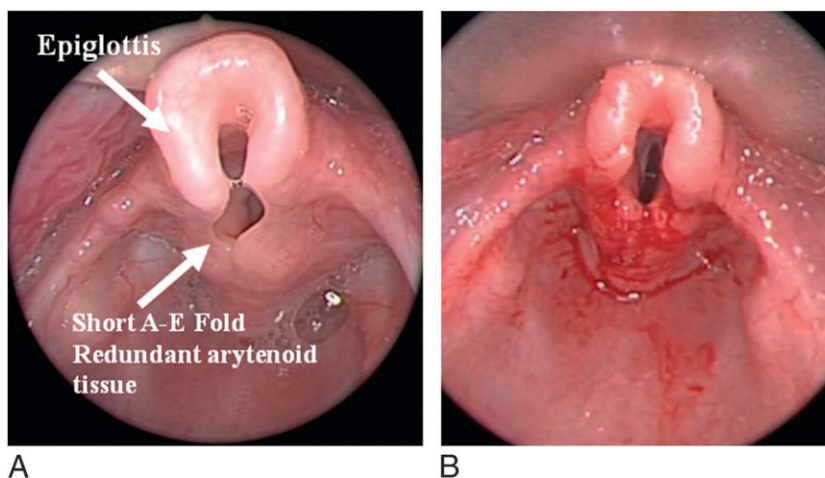 Epiglottis
Short A-E Fold
Redundant arytenoid
tissue
A
B